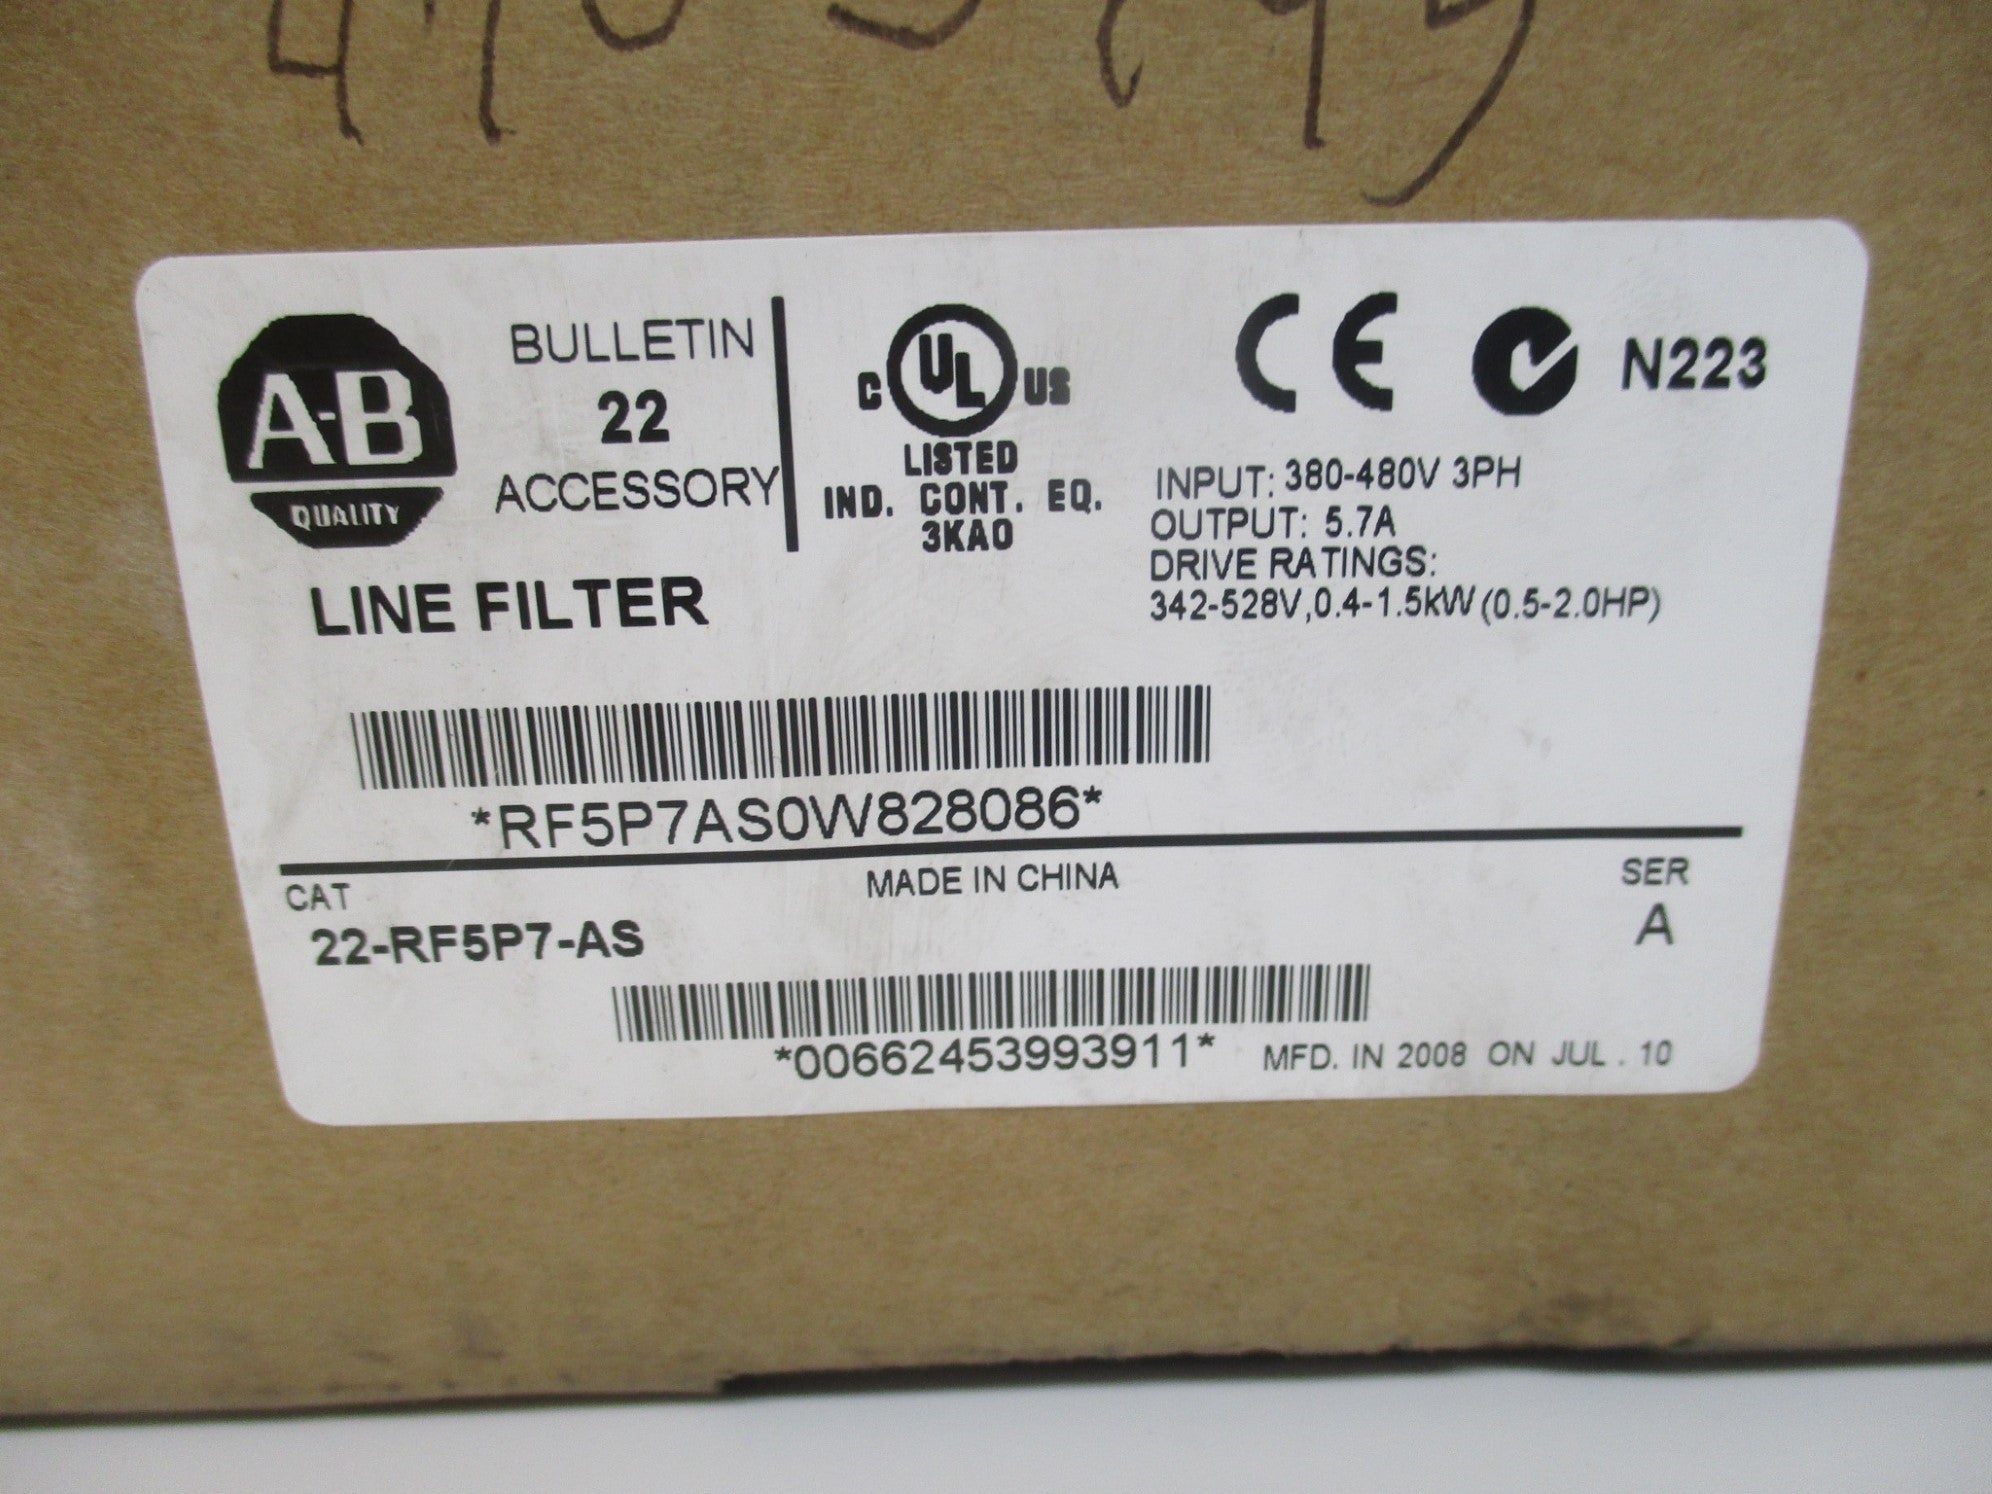 A-B
QUALITY
BULLETIN
22
ACCESSORY
C UL US
LISTED
IND. CONT. EQ.
3KA0
CE N223
INPUT: 380-480V 3PH
OUTPUT: 5.7A
DRIVE RATINGS:
342-528V,0.4-1.5kW(0.5-2.0HP)
LINE FILTER
*RF5P7AS0W828086*
CAT
22-RF5P7-AS
MADE IN CHINA
SER
A
*00662453993911*
MFD. IN 2008 ON JUL . 10